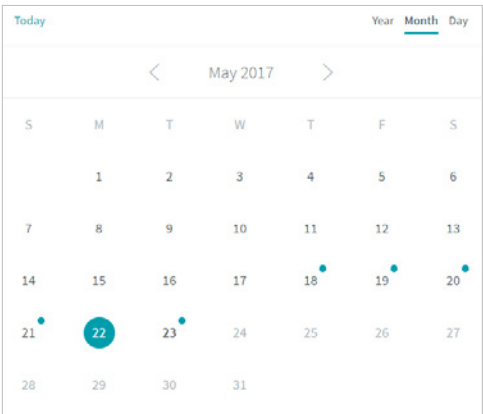 Today Year Month Day
May 2017
S M T W T F S
1 2 3 4 5 6
7 8 9 10 11 12 13
14 15 16 17 18 19 20
21 22 23 24 25 26 27
28 29 30 31